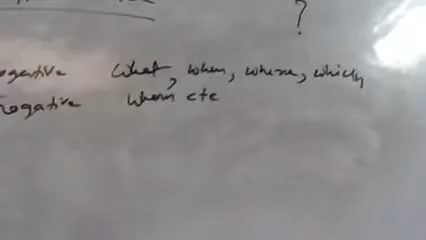 ?
ogative what, when, where, which,
rogative whom etc